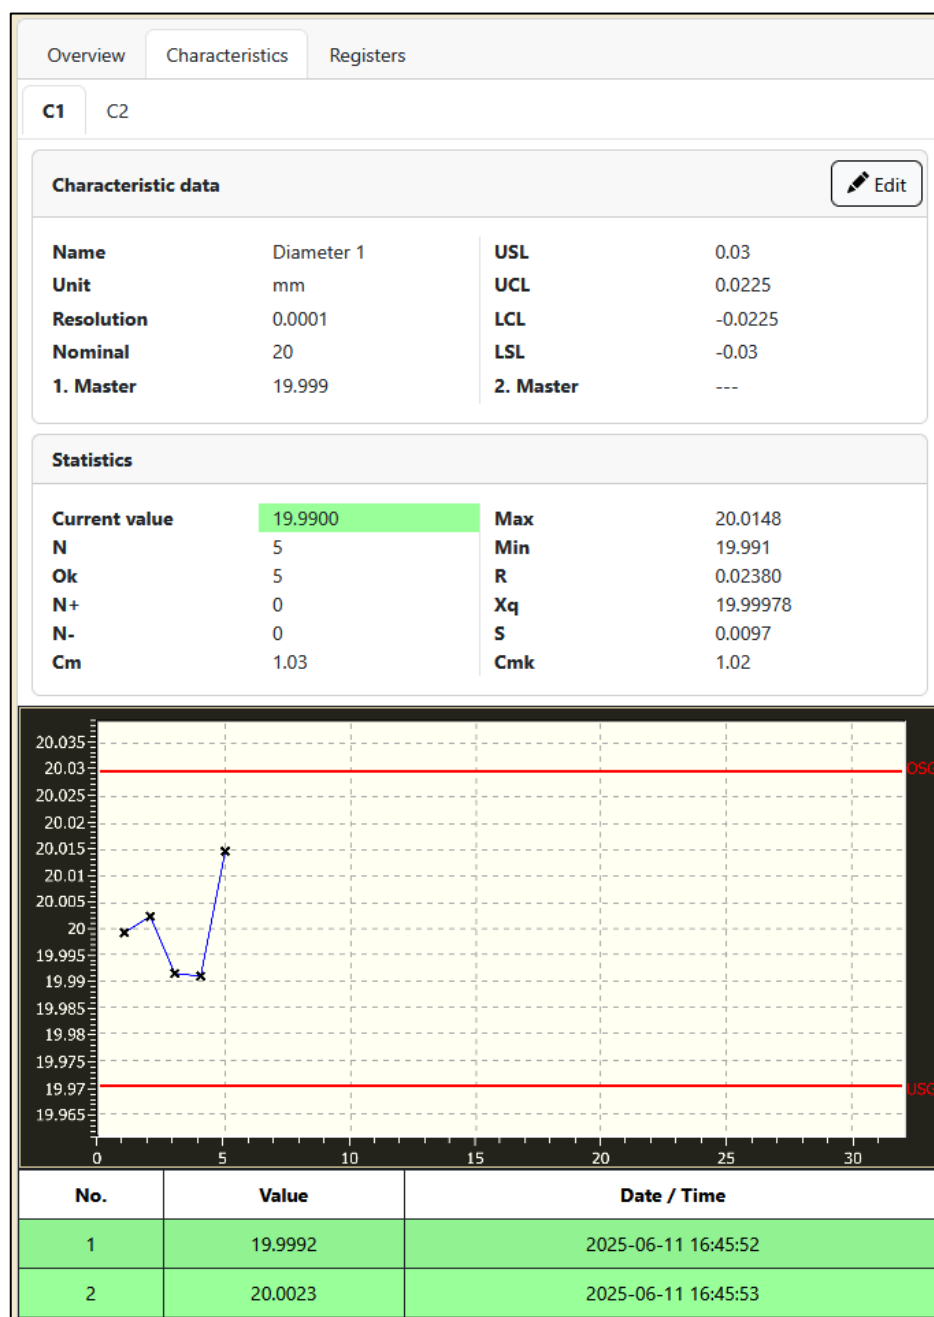 Overview Characteristics Registers
C1 C2
Characteristic data Edit
Name Diameter 1 USL 0.03
Unit mm UCL 0.0225
Resolution 0.0001 LCL -0.0225
Nominal 20 LSL -0.03
1. Master 19.999 2. Master ---
Statistics
Current value 19.9900 Max 20.0148
N 5 Min 19.991
Ok 5 R 0.02380
N+ 0 Xq 19.99978
N- 0 S 0.0097
Cm 1.03 Cmk 1.02
20.035
20.03 OSG
20.025
20.02
20.015
20.01
20.005
20
19.995
19.99
19.985
19.98
19.975
19.97 USG
19.965
0 5 10 15 20 25 30
No. Value Date / Time
1 19.9992 2025-06-11 16:45:52
2 20.0023 2025-06-11 16:45:53